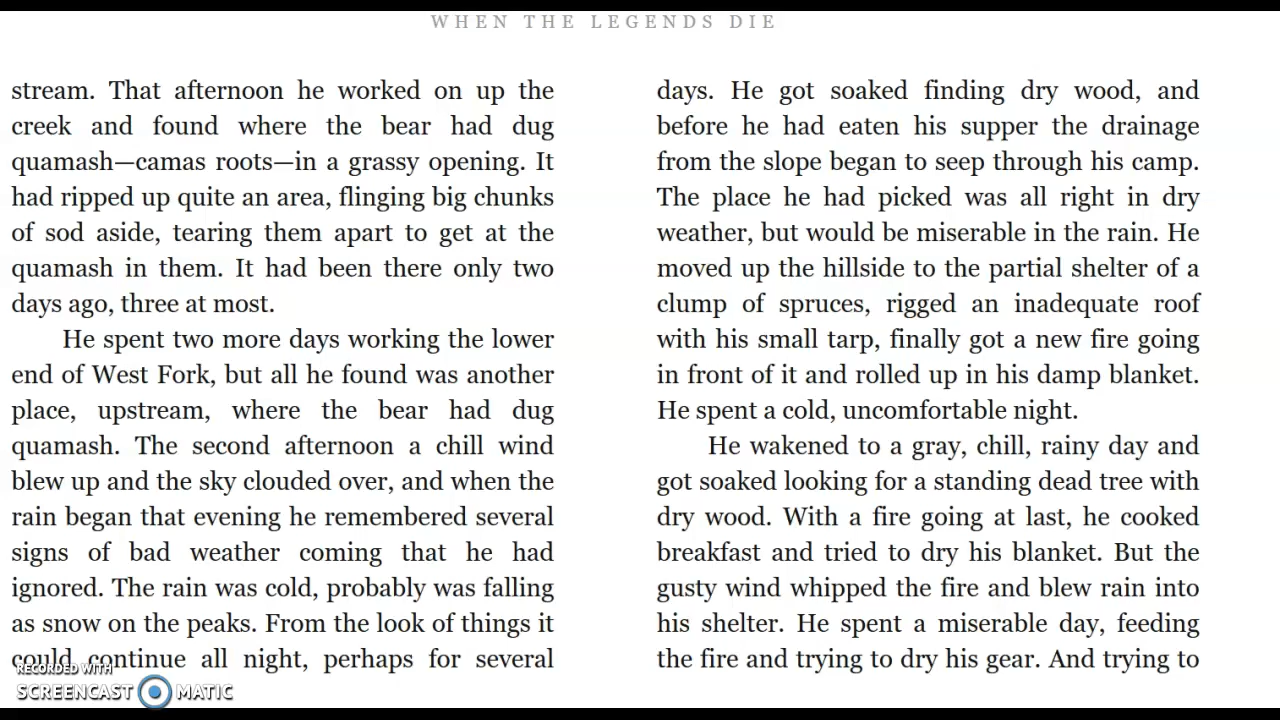 WHEN THE LEGENDS DIE
stream. That afternoon he worked on up the
creek and found where the bear had dug
quamash—camas roots—in a grassy opening. It
had ripped up quite an area, flinging big chunks
of sod aside, tearing them apart to get at the
quamash in them. It had been there only two
days ago, three at most.
He spent two more days working the lower
end of West Fork, but all he found was another
place, upstream, where the bear had dug
quamash. The second afternoon a chill wind
blew up and the sky clouded over, and when the
rain began that evening he remembered several
signs of bad weather coming that he had
ignored. The rain was cold, probably was falling
as snow on the peaks. From the look of things it
could continue all night, perhaps for several
days. He got soaked finding dry wood, and
before he had eaten his supper the drainage
from the slope began to seep through his camp.
The place he had picked was all right in dry
weather, but would be miserable in the rain. He
moved up the hillside to the partial shelter of a
clump of spruces, rigged an inadequate roof
with his small tarp, finally got a new fire going
in front of it and rolled up in his damp blanket.
He spent a cold, uncomfortable night.
He wakened to a gray, chill, rainy day and
got soaked looking for a standing dead tree with
dry wood. With a fire going at last, he cooked
breakfast and tried to dry his blanket. But the
gusty wind whipped the fire and blew rain into
his shelter. He spent a miserable day, feeding
the fire and trying to dry his gear. And trying to
RECORDED WITH
SCREENCAST MATIC